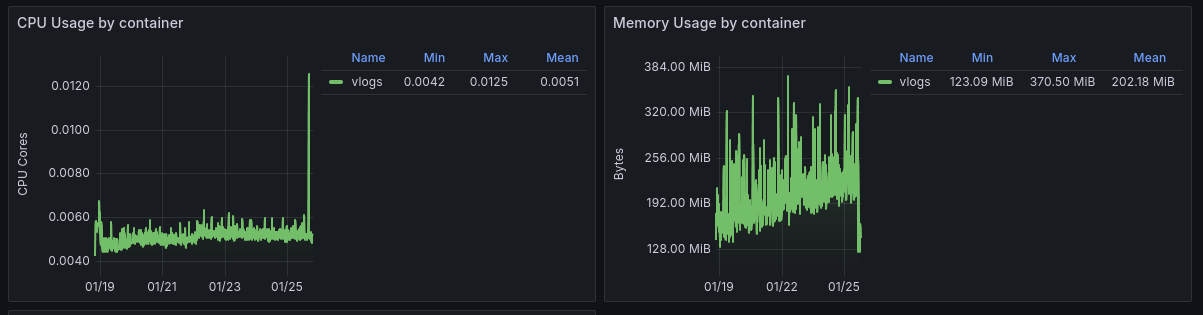 CPU Usage by container
Name Min Max Mean
vlogs 0.0042 0.0125 0.0051
CPU Cores
0.0120
0.0100
0.0080
0.0060
0.0040
01/19 01/21 01/23 01/25
Memory Usage by container
Name Min Max Mean
vlogs 123.09 MiB 370.50 MiB 202.18 MiB
Bytes
384.00 MiB
320.00 MiB
256.00 MiB
192.00 MiB
128.00 MiB
01/19 01/22 01/25